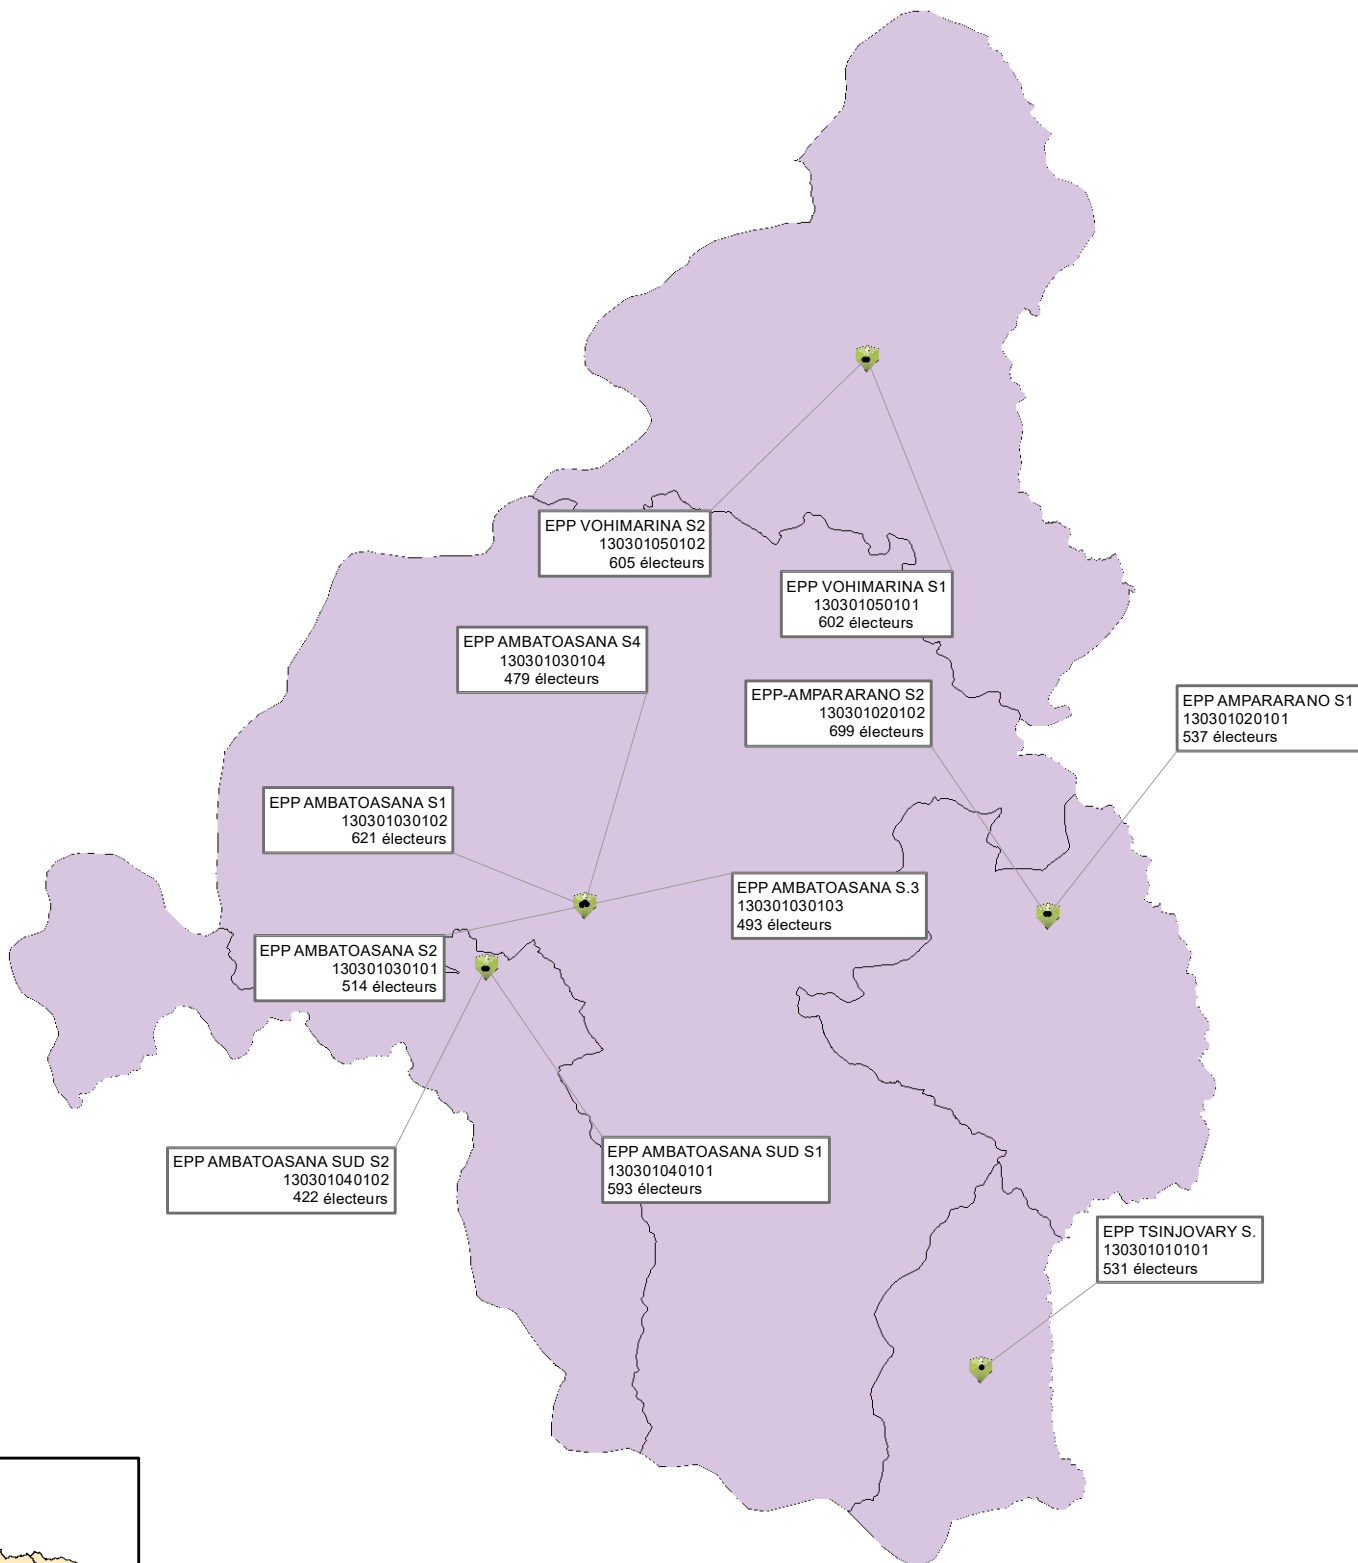 EPP VOHIMARINA S2
130301050102
605 électeurs
EPP VOHIMARINA S1
130301050101
602 électeurs
EPP AMBATOASANA S4
130301030104
479 électeurs
EPP-AMPARARANO S2
130301020102
699 électeurs
EPP AMPARARANO S1
130301020101
537 électeurs
EPP AMBATOASANA S1
130301030102
621 électeurs
EPP AMBATOASANA S.3
130301030103
493 électeurs
EPP AMBATOASANA S2
130301030101
514 électeurs
EPP AMBATOASANA SUD S2
130301040102
422 électeurs
EPP AMBATOASANA SUD S1
130301040101
593 électeurs
EPP TSINJOVARY S.
130301010101
531 électeurs